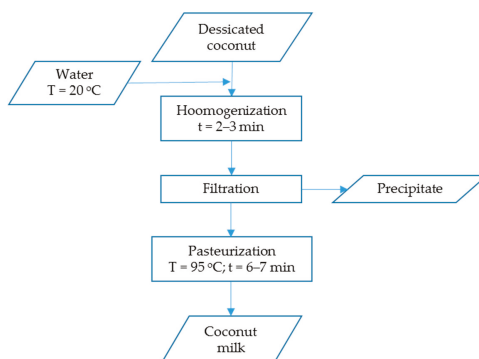 Dessicated
coconut
Water
T = 20 °C
Hoomogenization
t = 2–3 min
Filtration
Precipitate
Pasteurization
T = 95 °C; t = 6–7 min
Coconut
milk